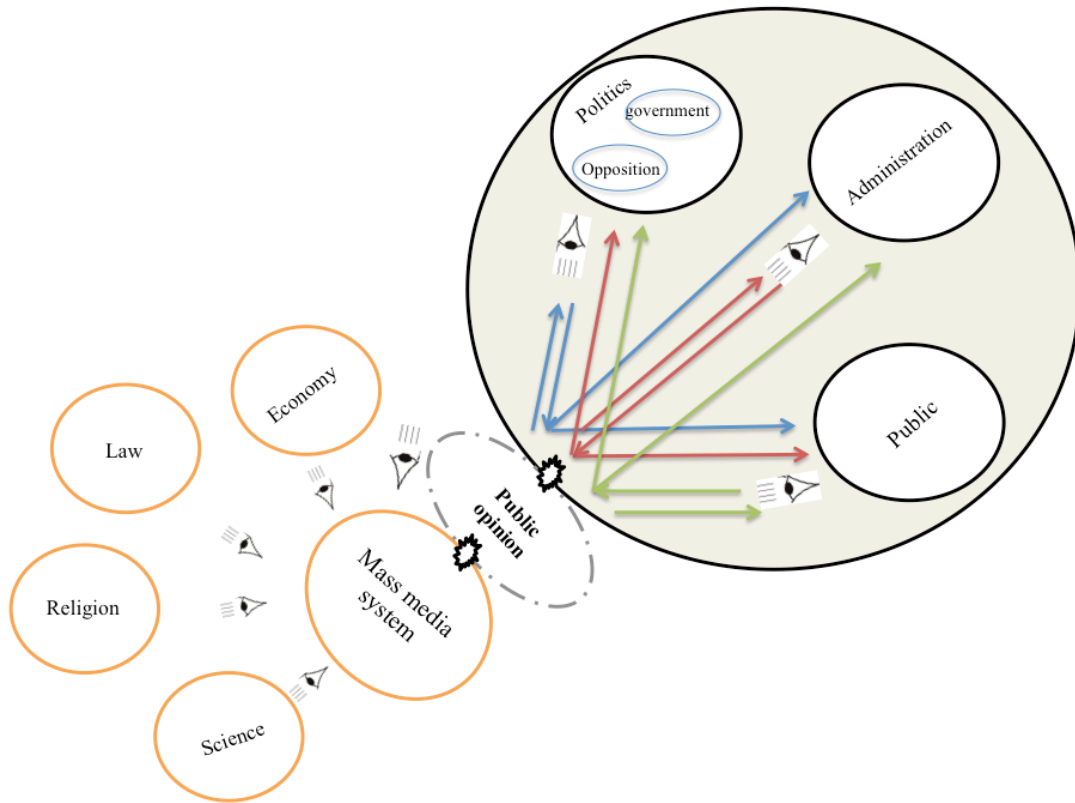 Politics
government
Opposition
Administration
Public
Economy
Law
Religion
Science
Mass media
system
Public
opinion